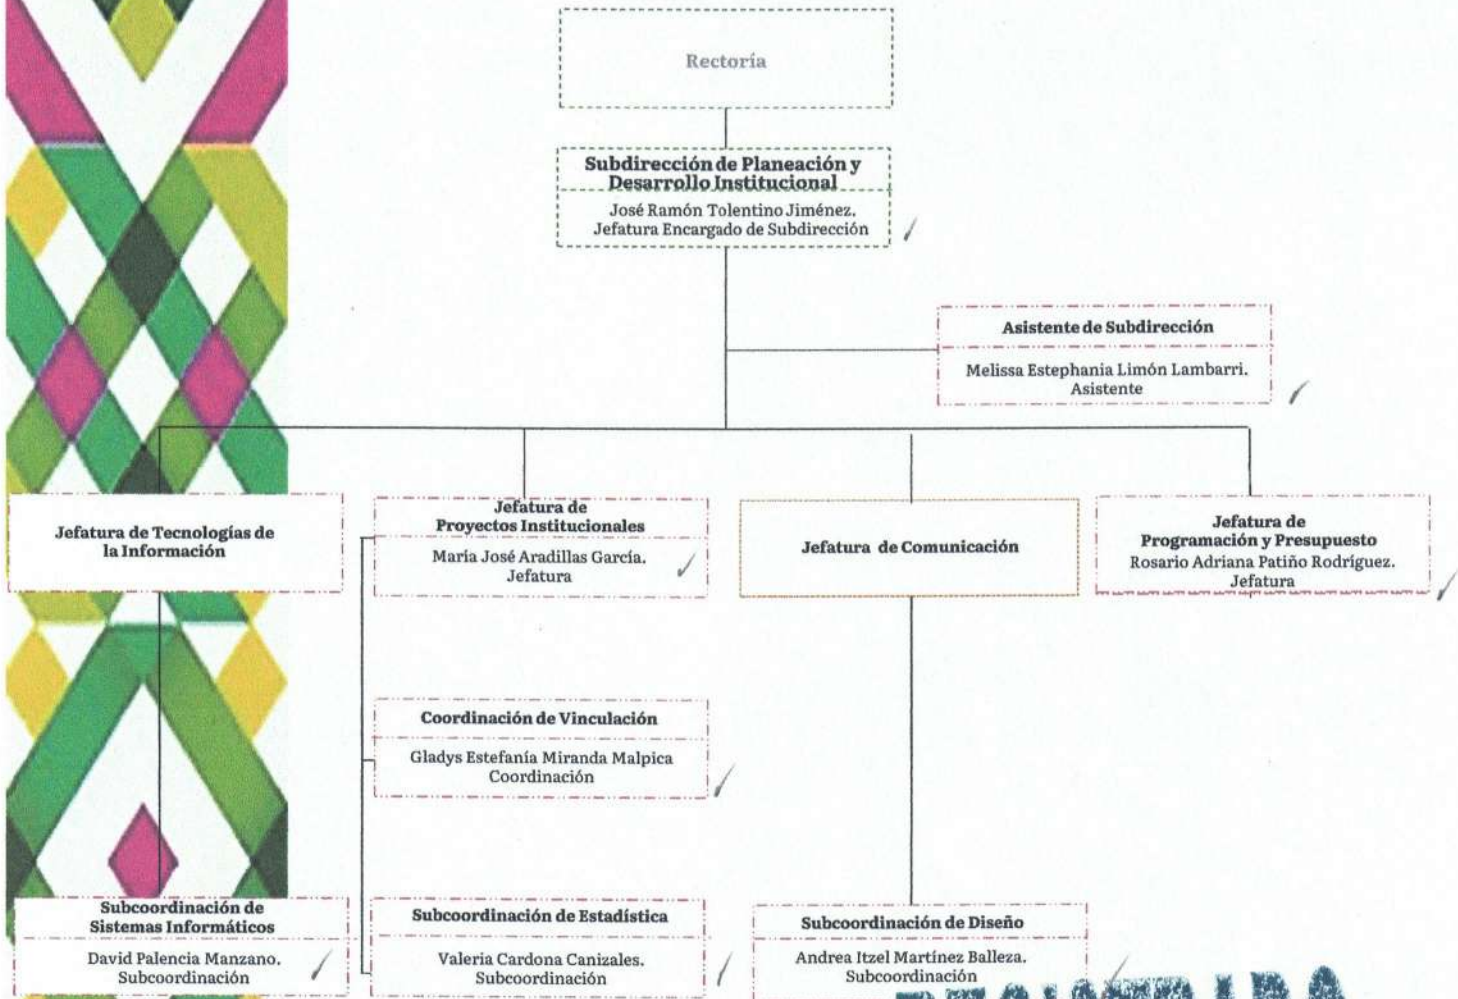 Rectoría
Subdirección de Planeación y
Desarrollo Institucional
José Ramón Tolentino Jiménez.
Jefatura Encargado de Subdirección
Asistente de Subdirección
Melissa Estephania Limón Lambarri.
Asistente
Jefatura de Tecnologías de
la Información
Jefatura de
Proyectos Institucionales
María José Aradillas García.
Jefatura
Jefatura de Comunicación
Jefatura de
Programación y Presupuesto
Rosario Adriana Patiño Rodríguez.
Jefatura
Coordinación de Vinculación
Gladys Estefanía Miranda Malpica
Coordinación
Subcoordinación de
Sistemas Informáticos
David Palencia Manzano.
Subcoordinación
Subcoordinación de Estadística
Valeria Cardona Canizales.
Subcoordinación
Subcoordinación de Diseño
Andrea Itzel Martínez Balleza.
Subcoordinación